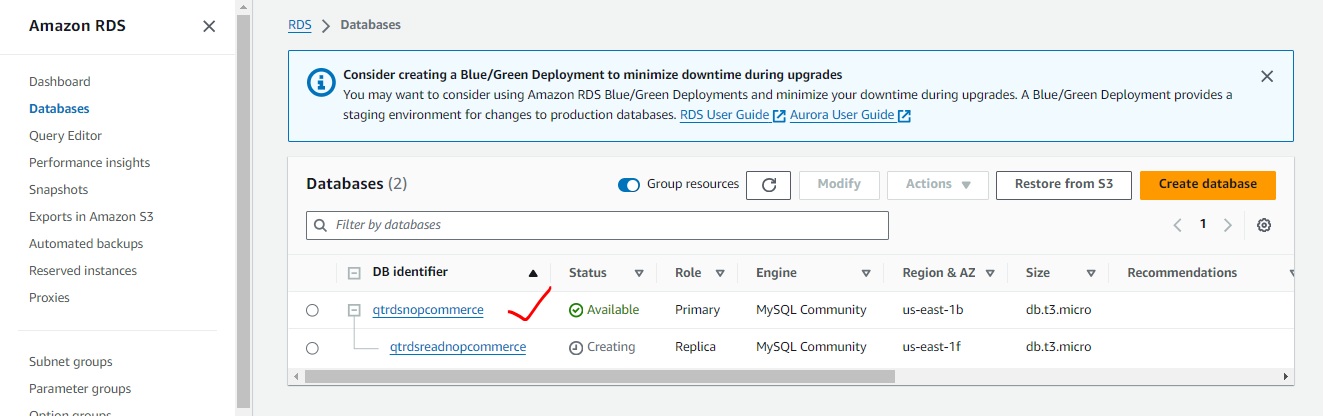 Amazon RDS
Dashboard
Databases
Query Editor
Performance insights
Snapshots
Exports in Amazon S3
Automated backups
Reserved instances
Proxies
Subnet groups
Parameter groups
Option groups
RDS > Databases
Consider creating a Blue/Green Deployment to minimize downtime during upgrades
You may want to consider using Amazon RDS Blue/Green Deployments and minimize your downtime during upgrades. A Blue/Green Deployment provides a
staging environment for changes to production databases. RDS User Guide Aurora User Guide
Databases (2) Group resources Modify Actions Restore from S3 Create database
Filter by databases 1
DB identifier Status Role Engine Region & AZ Size Recommendations
qtrdsnopcommerce Available Primary MySQL Community us-east-1b db.t3.micro
qtrdsreadnopcommerce Creating Replica MySQL Community us-east-1f db.t3.micro